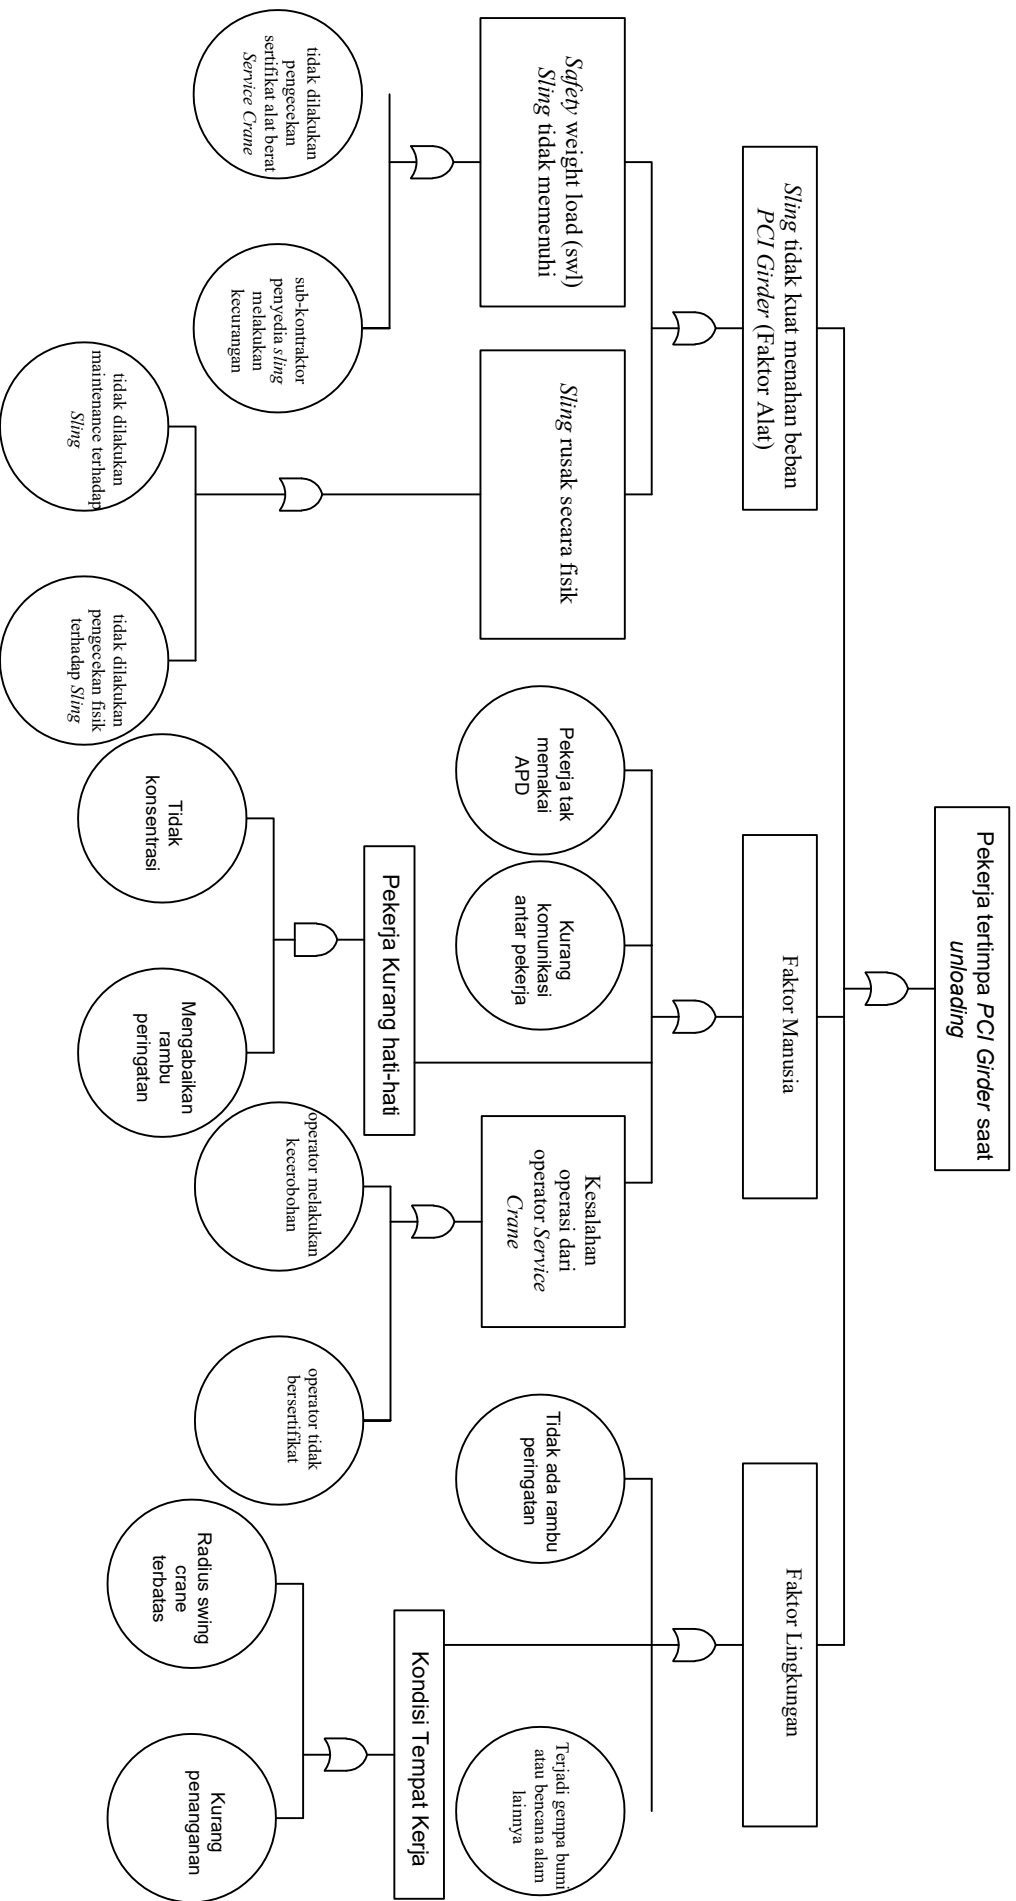 Pekerja tertimpa PCI Girder saat
unloading
Sling tidak kuat menahan beban
PCI Girder (Faktor Alat)
Faktor Manusia
Faktor Lingkungan
Safety weight load (swl)
Sling tidak memenuhi
Sling rusak secara fisik
Pekerja tak
memakai
APD
Kurang
komunikasi
antar pekerja
Kesalahan
operasi dari
operator Service
Crane
Tidak ada rambu
peringatan
Terjadi gempa bumi
atau bencana alam
lainnya
Pekerja Kurang hati-hati
Kondisi Tempat Kerja
tidak dilakukan
pengecekan
sertifikat alat berat
Service Crane
sub-kontraktor
penyedia sling
melakukan
kecurangan
tidak dilakukan
maintenance terhadap
Sling
tidak dilakukan
pengecekan fisik
terhadap Sling
Tidak
konsentrasi
Mengabaikan
rambu
peringatan
operator melakukan
kecerobohan
operator tidak
bersertifikat
Radius swing
crane
terbatas
Kurang
penanganan